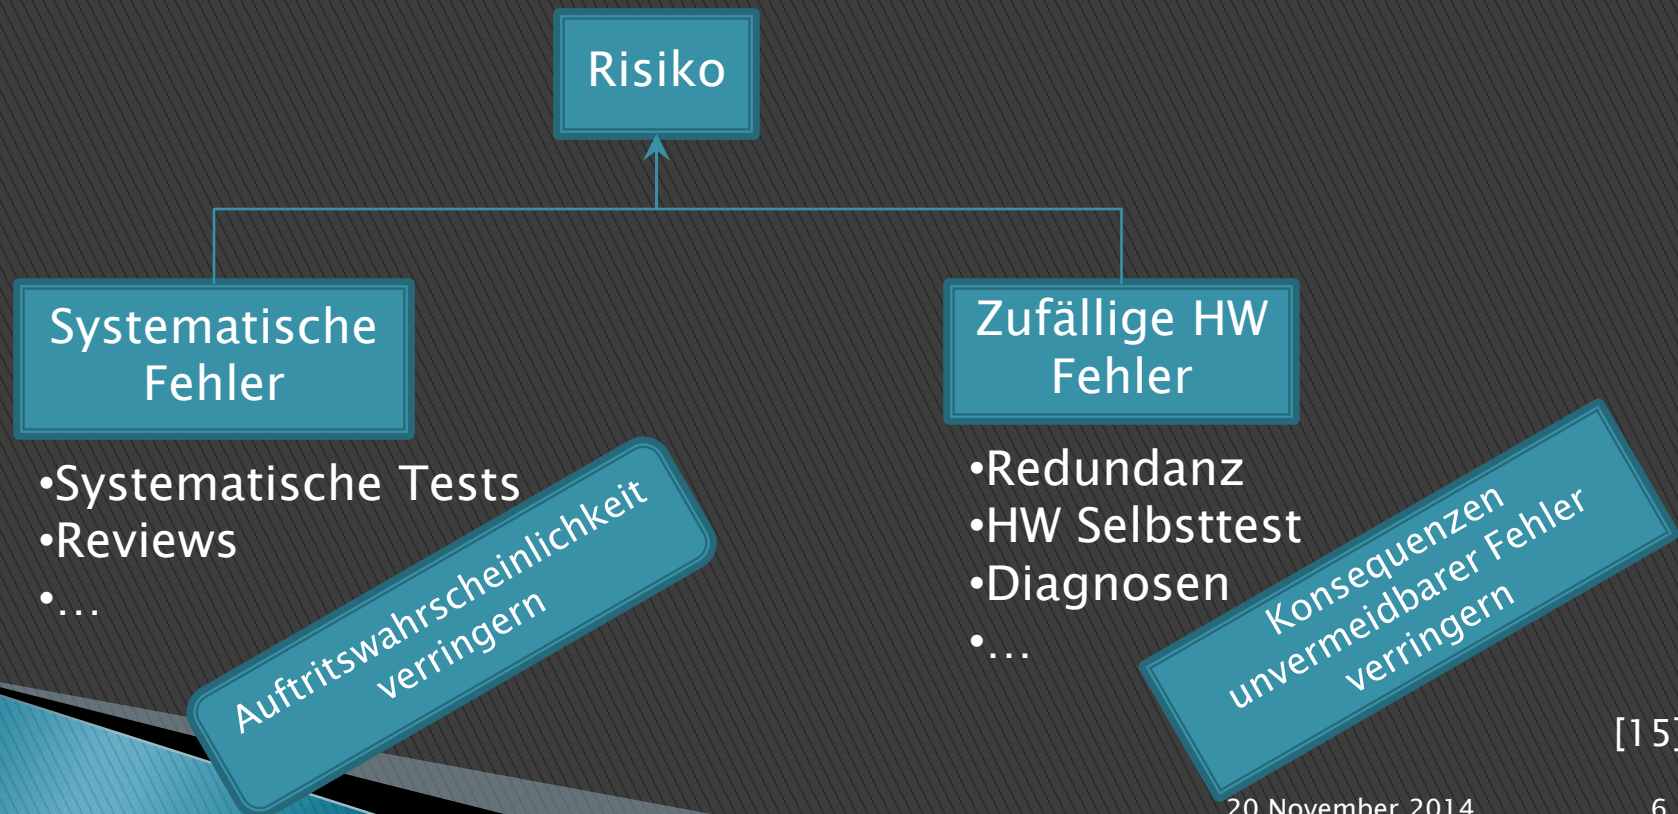 Risiko
Systematische
Fehler
•Systematische Tests
•Reviews
•...
Auftritswahrscheinlichkeit
verringern
Zufällige HW
Fehler
•Redundanz
•HW Selbsttest
•Diagnosen
•...
Konsequenzen
unvermeidbarer Fehler
verringern
[15]
20 November 2014
6